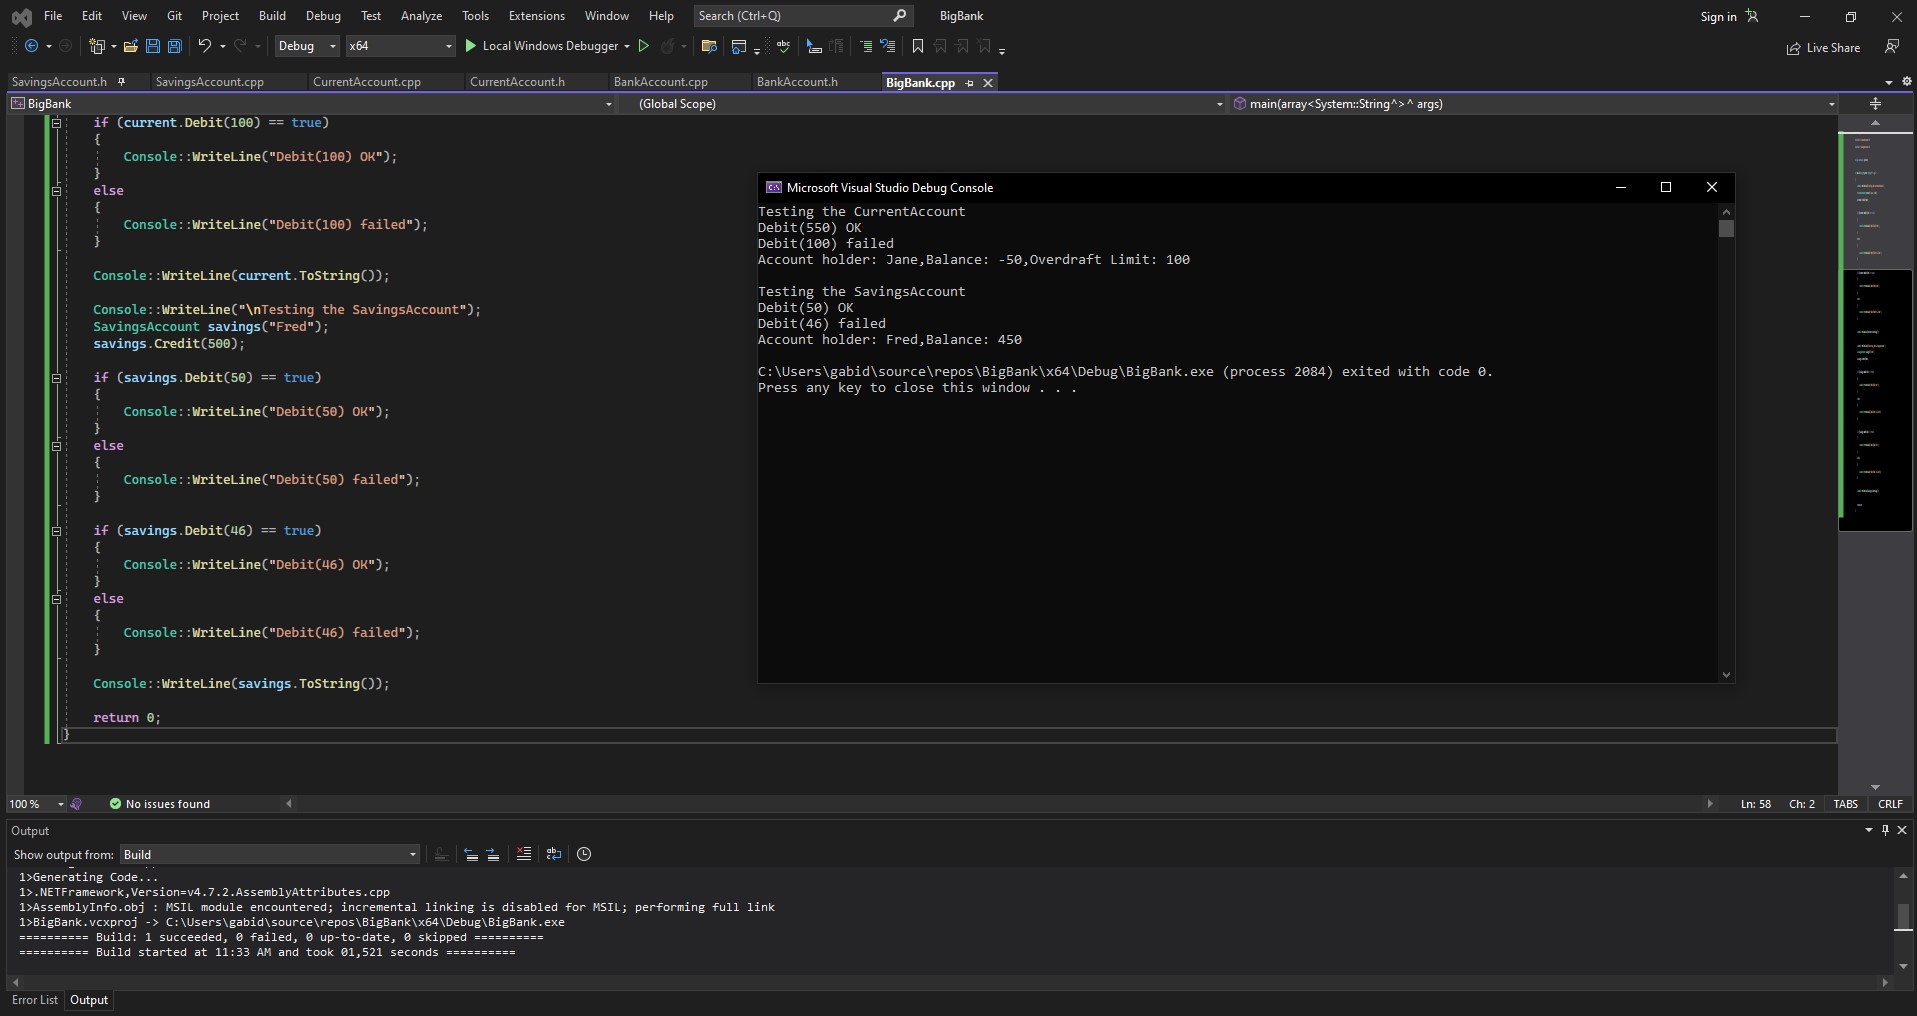 File Edit View Git Project Build Debug Test Analyze Tools Extensions Window Help Search (Ctrl+Q) BigBank Sign in
Debug x64 Local Windows Debugger Live Share
SavingsAccount.h SavingsAccount.cpp CurrentAccount.cpp CurrentAccount.h BankAccount.cpp BankAccount.h BigBank.cpp
BigBank (Global Scope) main(array<System::String^>^ args)
if (current.Debit(100) == true)
{
Console::WriteLine("Debit(100) OK");
}
else
{
Console::WriteLine("Debit(100) failed");
}
Console::WriteLine(current.ToString());
Console::WriteLine("\nTesting the SavingsAccount");
SavingsAccount savings("Fred");
savings.Credit(500);
if (savings.Debit(50) == true)
{
Console::WriteLine("Debit(50) OK");
}
else
{
Console::WriteLine("Debit(50) failed");
}
if (savings.Debit(46) == true)
{
Console::WriteLine("Debit(46) OK");
}
else
{
Console::WriteLine("Debit(46) failed");
}
Console::WriteLine(savings.ToString());
return 0;
}
Microsoft Visual Studio Debug Console
Testing the CurrentAccount
Debit(550) OK
Debit(100) failed
Account holder: Jane,Balance: -50,Overdraft Limit: 100
Testing the SavingsAccount
Debit(50) OK
Debit(46) failed
Account holder: Fred,Balance: 450
C:\Users\gabid\source\repos\BigBank\x64\Debug\BigBank.exe (process 2084) exited with code 0.
Press any key to close this window . . .
100 % No issues found Ln: 58 Ch: 2 TABS CRLF
Output
Show output from: Build
1>Generating Code...
1>.NETFramework,Version=v4.7.2.AssemblyAttributes.cpp
1>AssemblyInfo.obj : MSIL module encountered; incremental linking is disabled for MSIL; performing full link
1>BigBank.vcxproj -> C:\Users\gabid\source\repos\BigBank\x64\Debug\BigBank.exe
========== Build: 1 succeeded, 0 failed, 0 up-to-date, 0 skipped ==========
========== Build started at 11:33 AM and took 01,521 seconds ==========
Error List Output